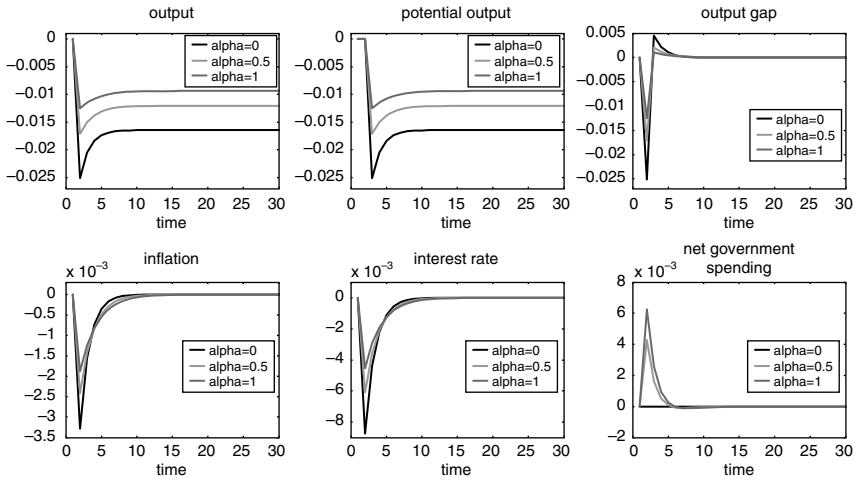 output
0
−0.005
−0.01
−0.015
−0.02
−0.025
alpha=0
alpha=0.5
alpha=1
0 5 10 15 20 25 30
time
potential output
0
−0.005
−0.01
−0.015
−0.02
−0.025
alpha=0
alpha=0.5
alpha=1
0 5 10 15 20 25 30
time
output gap
0.005
0
−0.005
−0.01
−0.015
−0.02
−0.025
alpha=0
alpha=0.5
alpha=1
0 5 10 15 20 25 30
time
inflation
x 10⁻³
0
−0.5
−1
−1.5
−2
−2.5
−3
−3.5
alpha=0
alpha=0.5
alpha=1
0 5 10 15 20 25 30
time
interest rate
x 10⁻³
0
−2
−4
−6
−8
alpha=0
alpha=0.5
alpha=1
0 5 10 15 20 25 30
time
net government
spending
x 10⁻³
8
6
4
2
0
−2
alpha=0
alpha=0.5
alpha=1
0 5 10 15 20 25 30
time